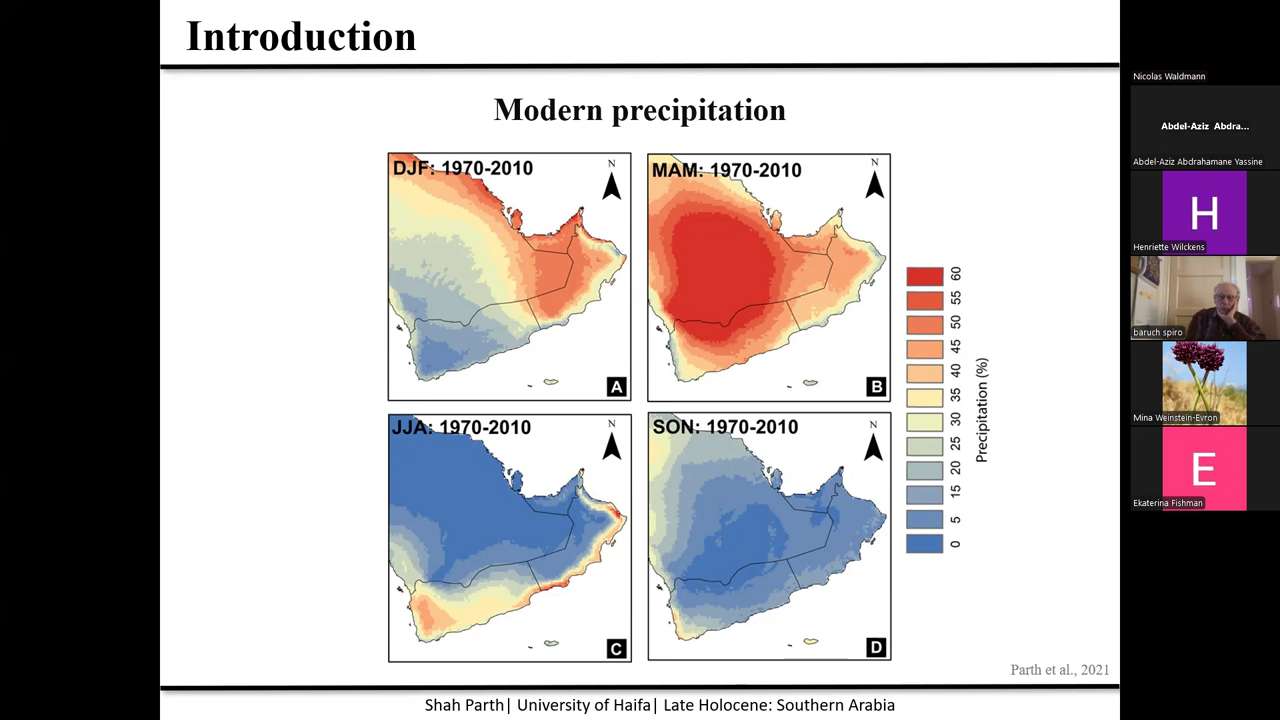 Introduction
Modern precipitation
DJF: 1970-2010
N
A
MAM: 1970-2010
N
B
JJA: 1970-2010
N
C
SON: 1970-2010
N
D
60
55
50
45
40
35
30
25
20
15
5
0
Precipitation (%)
Parth et al., 2021
Shah Parth| University of Haifa| Late Holocene: Southern Arabia
Nicolas Waldmann
Abdel-Aziz Abdra...
Abdel-Aziz Abdrahamane Yassine
H
Henriette Wilckens
baruch spiro
Mina Weinstein-Evron
E
Ekaterina Fishman